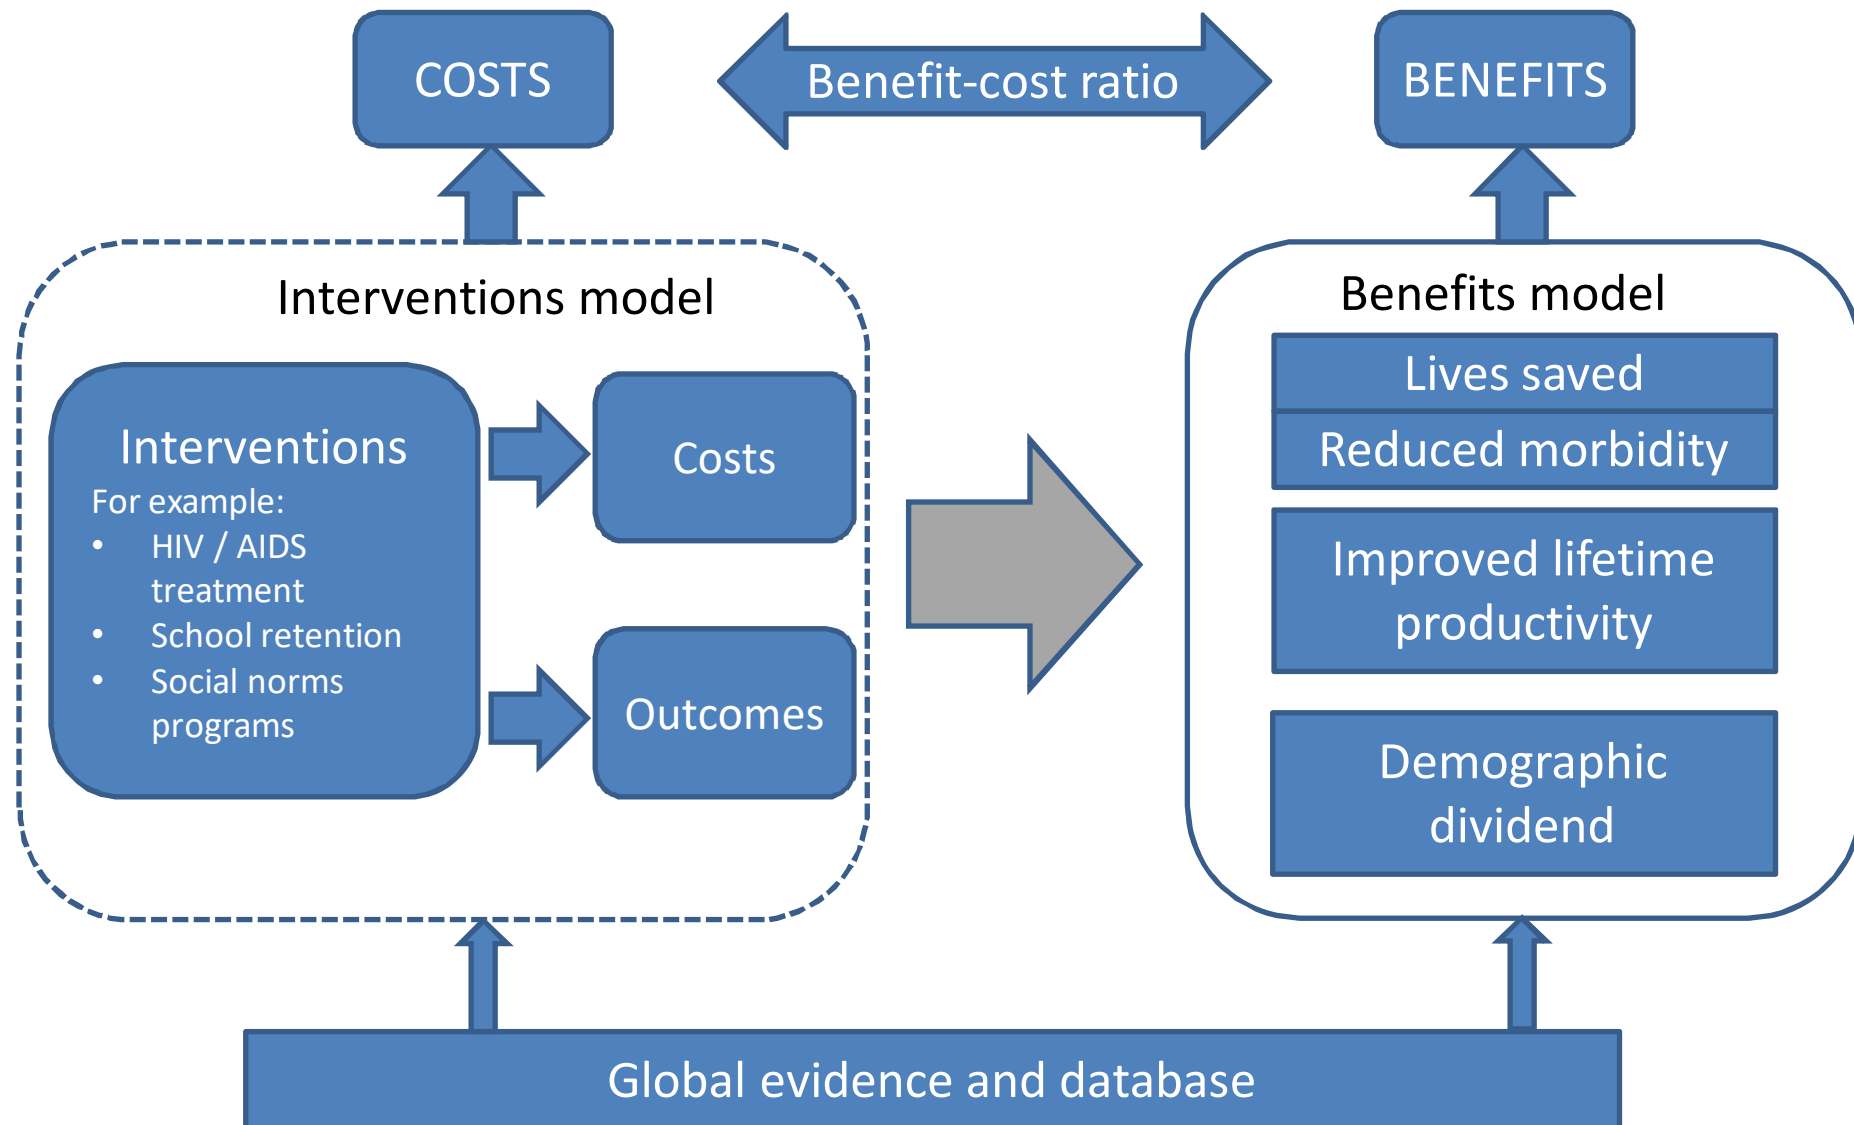 COSTS
Benefit-cost ratio
BENEFITS
Interventions model
Interventions
For example:
• HIV / AIDS
treatment
• School retention
• Social norms
programs
Costs
Outcomes
Benefits model
Lives saved
Reduced morbidity
Improved lifetime
productivity
Demographic
dividend
Global evidence and database